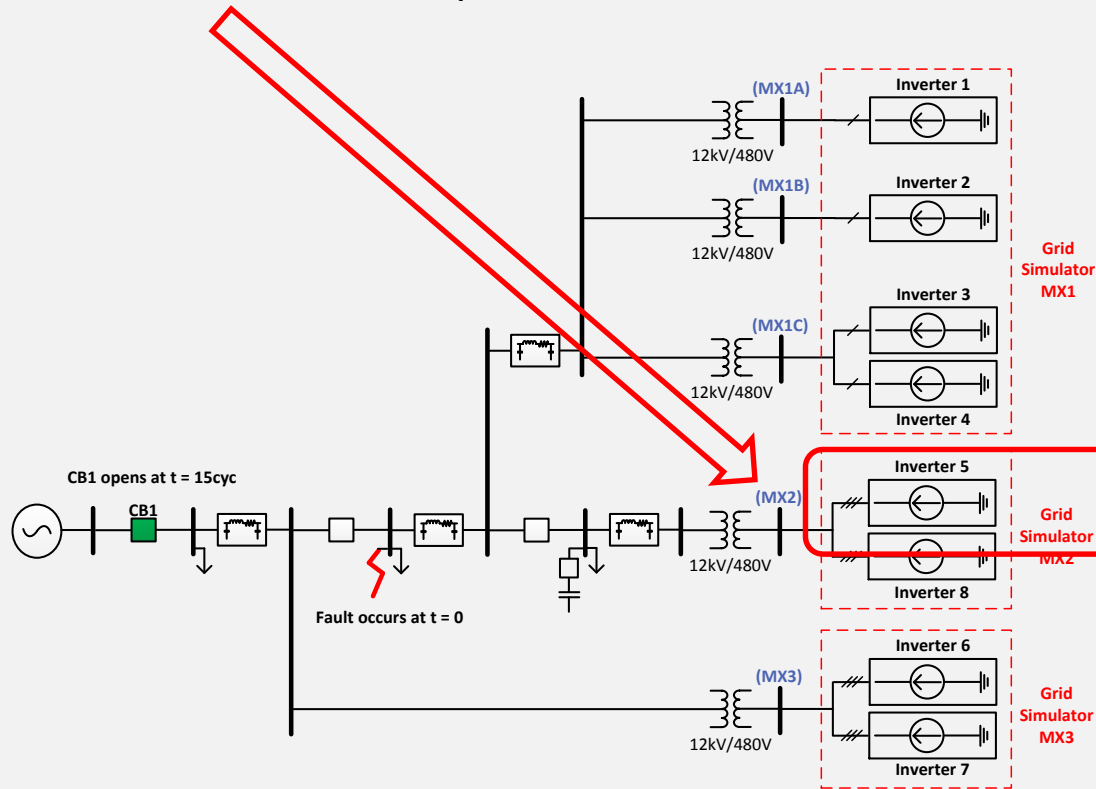 (MX1A)
Inverter 1
12kV/480V
(MX1B)
Inverter 2
12kV/480V
Grid
Simulator
MX1
(MX1C)
Inverter 3
12kV/480V
Inverter 4
CB1 opens at t = 15cyc
CB1
(MX2)
Inverter 5
Grid
Simulator
MX2
12kV/480V
Inverter 8
Fault occurs at t = 0
(MX3)
Inverter 6
Grid
Simulator
MX3
12kV/480V
Inverter 7